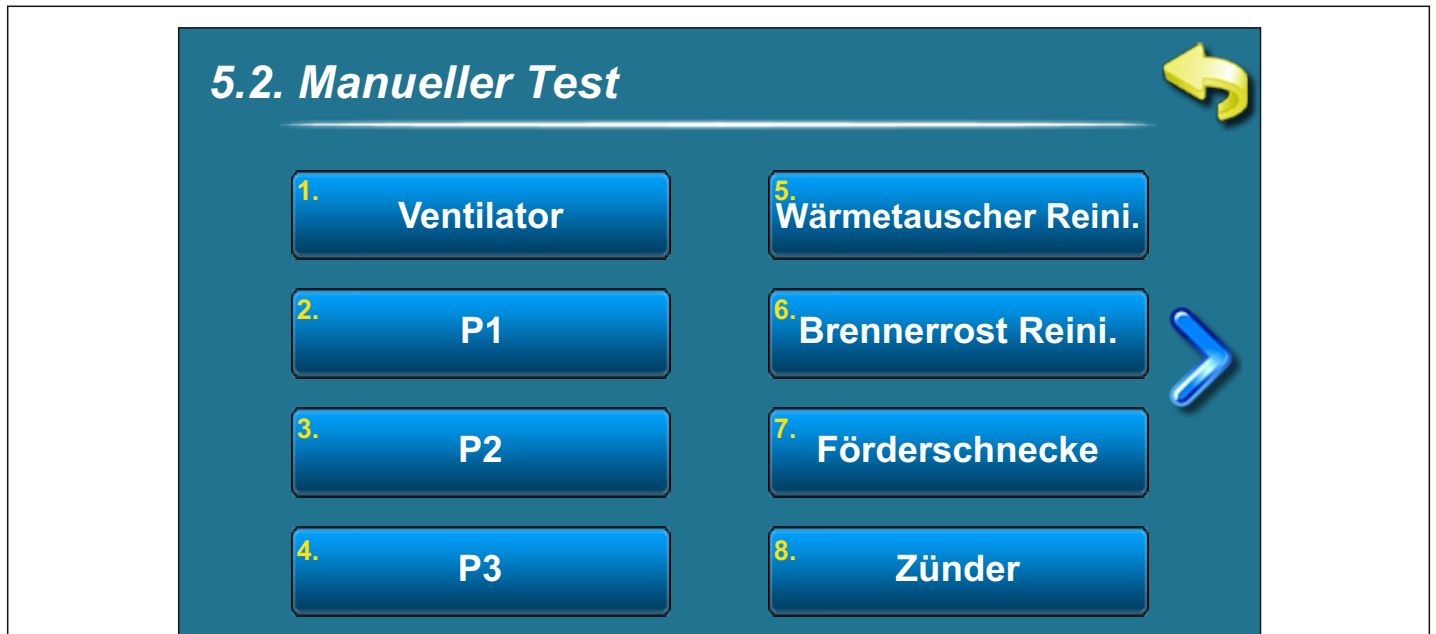 5.2. Manueller Test
1.
Ventilator
2.
P1
3.
P2
4.
P3
5.
Wärmetauscher Reini.
6.
Brennerrost Reini.
7.
Förderschnecke
8.
Zünder